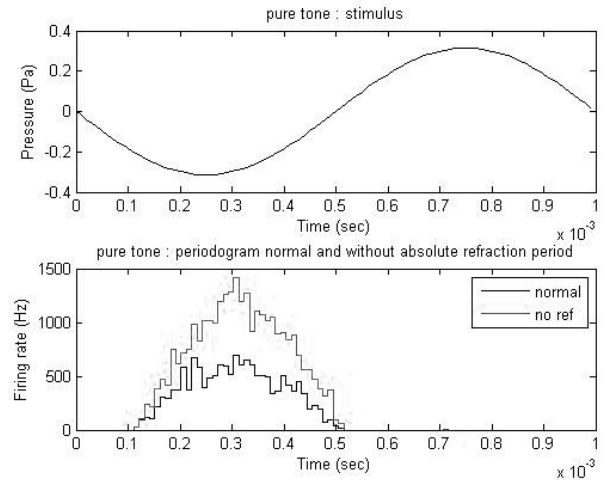 pure tone : stimulus
0.4
0.2
0
-0.2
-0.4
Pressure (Pa)
0 0.1 0.2 0.3 0.4 0.5 0.6 0.7 0.8 0.9 1
Time (sec)
x 10-3
pure tone : periodogram normal and without absolute refraction period
1500
1000
500
0
Firing rate (Hz)
normal
no ref
0 0.1 0.2 0.3 0.4 0.5 0.6 0.7 0.8 0.9 1
Time (sec)
x 10-3